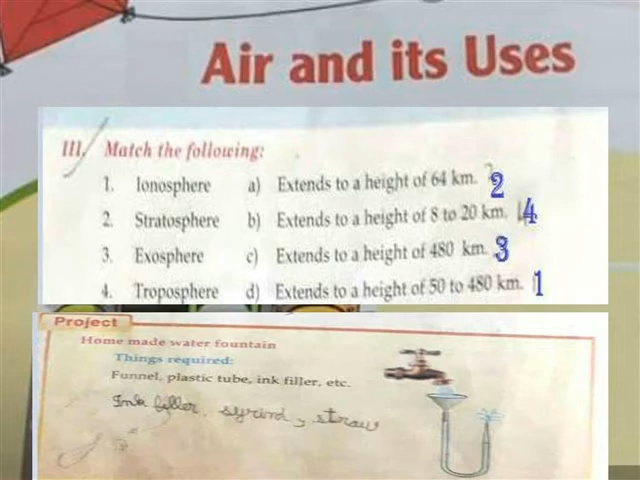 Air and its Uses
III. Match the following:
1. Ionosphere a) Extends to a height of 64 km. 2
2. Stratosphere b) Extends to a height of 8 to 20 km. 4
3. Exosphere c) Extends to a height of 480 km. 3
4. Troposphere d) Extends to a height of 50 to 480 km. 1
Project
Home made water fountain
Things required:
Funnel, plastic tube, ink filler, etc.
Ink filler, syrind, straw